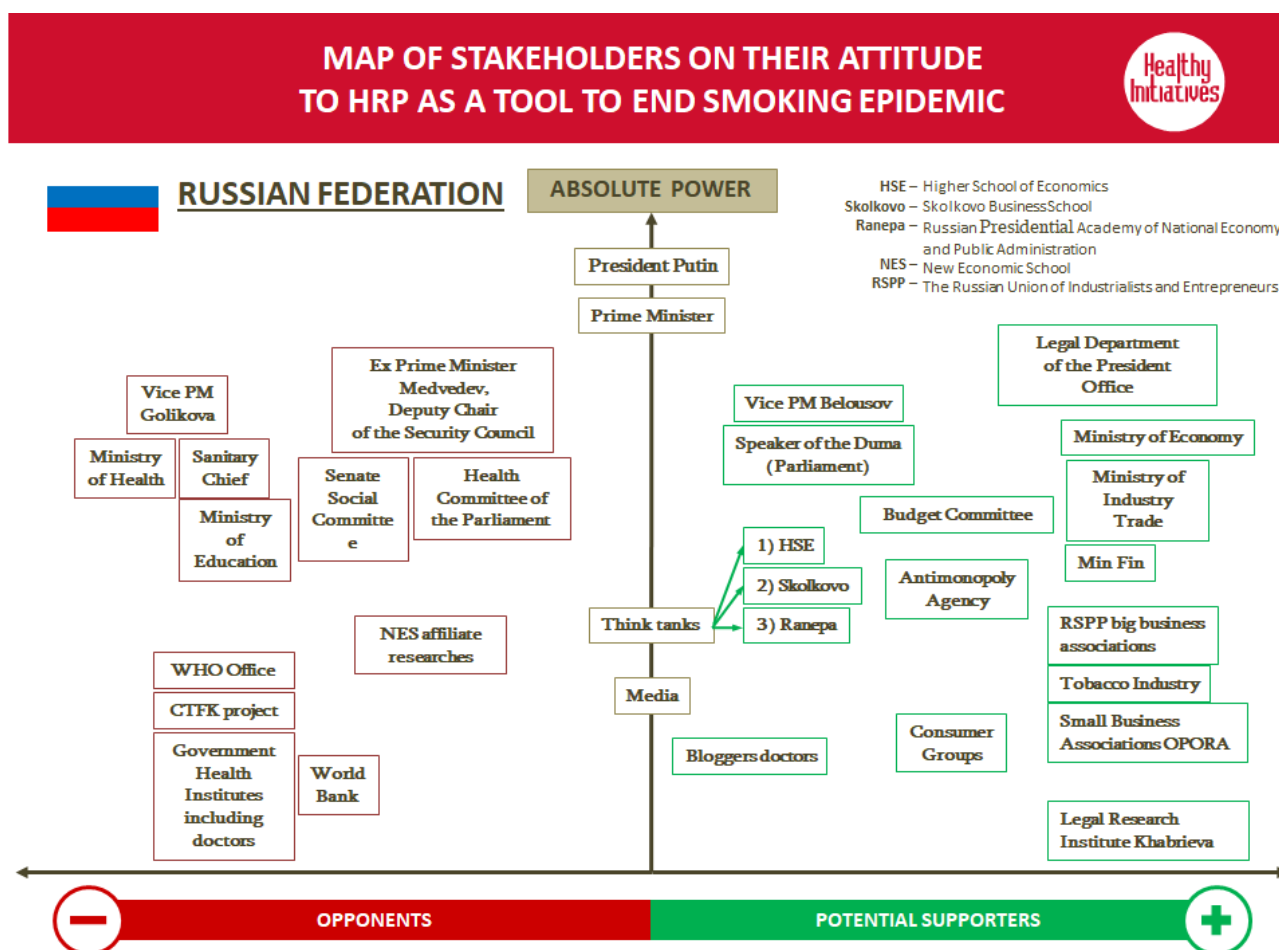 MAP OF STAKEHOLDERS ON THEIR ATTITUDE
TO HRP AS A TOOL TO END SMOKING EPIDEMIC
Healthy
Initiatives
RUSSIAN FEDERATION
ABSOLUTE POWER
HSE – Higher School of Economics
Skolkovo – Skolkovo BusinessSchool
Ranepa – Russian Presidential Academy of National Economy
and Public Administration
NES – New Economic School
RSPP – The Russian Union of Industrialists and Entrepreneurs
President Putin
Prime Minister
Vice PM
Golikova
Ministry
of Health
Sanitary
Chief
Ministry
of
Education
Ex Prime Minister
Medvedev,
Deputy Chair
of the Security Council
Senate
Social
Committe
e
Health
Committee of
the Parliament
NES affiliate
researches
WHO Office
CTFK project
Government
Health
Institutes
including
doctors
World
Bank
Think tanks
Media
1) HSE
2) Skolkovo
3) Ranepa
Vice PM Belousov
Speaker of the Duma
(Parliament)
Legal Department
of the President
Office
Ministry of Economy
Ministry of
Industry
Trade
Min Fin
Budget Committee
Antimonopoly
Agency
RSPP big business
associations
Tobacco Industry
Small Business
Associations OPORA
Consumer
Groups
Bloggers doctors
Legal Research
Institute Khabrieva
OPPONENTS
POTENTIAL SUPPORTERS